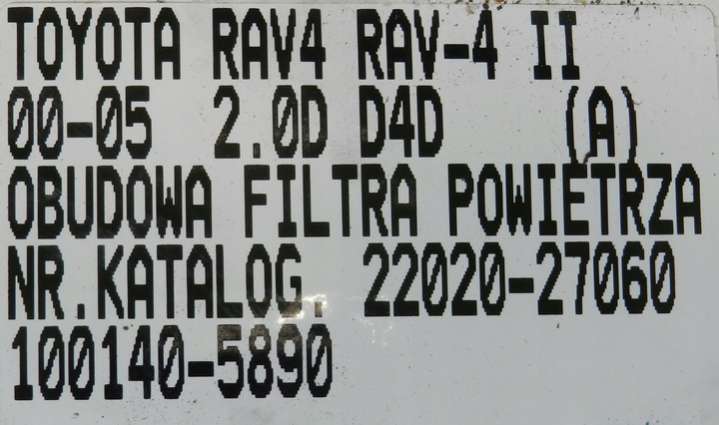 TOYOTA RAV4 RAV-4 II
00-05 2.0D D4D (A)
OBUDOWA FILTRA POWIETRZA
NR.KATALOG. 22020-27060
100140-5890